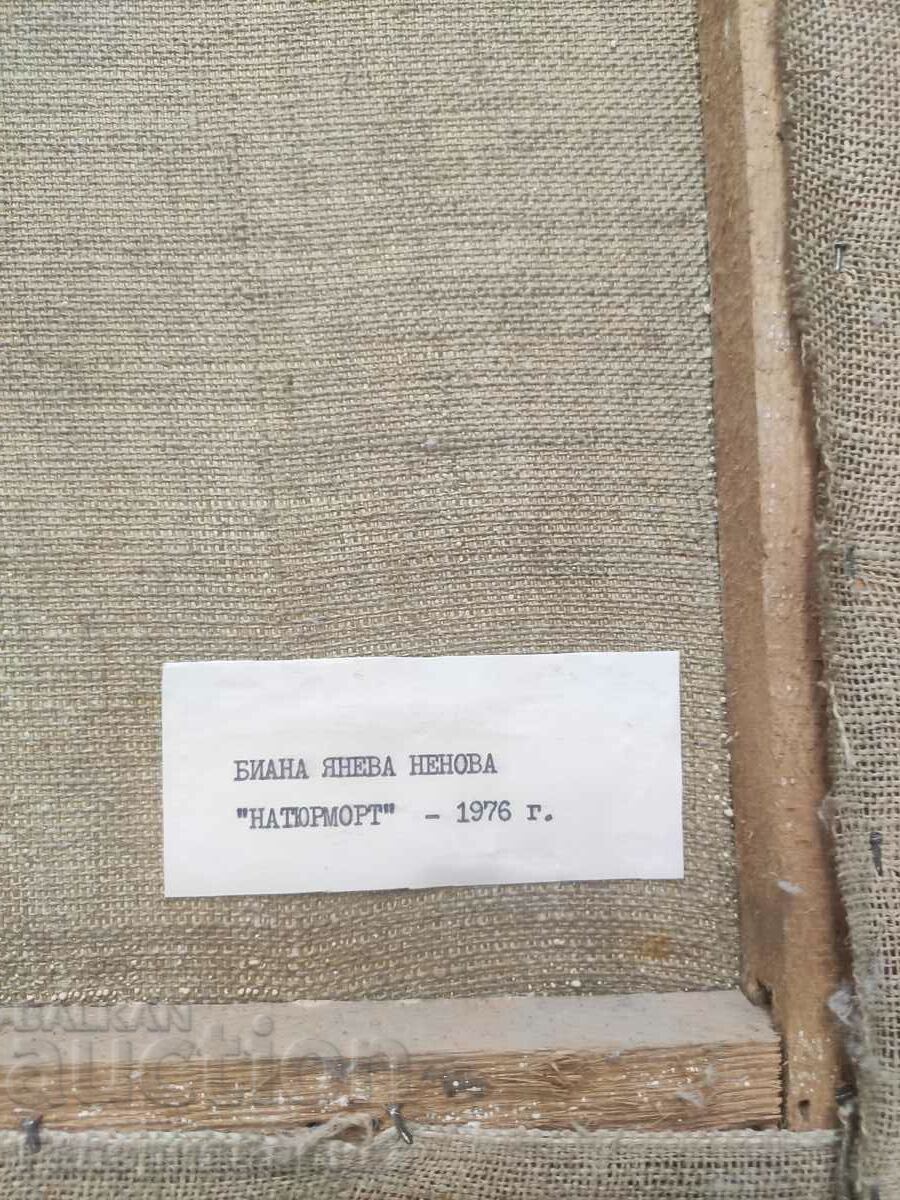 БИАНА ЯНЕВА НЕНОВА
"НАТЮРМОРТ" - 1976 г.
BALKAN
auction